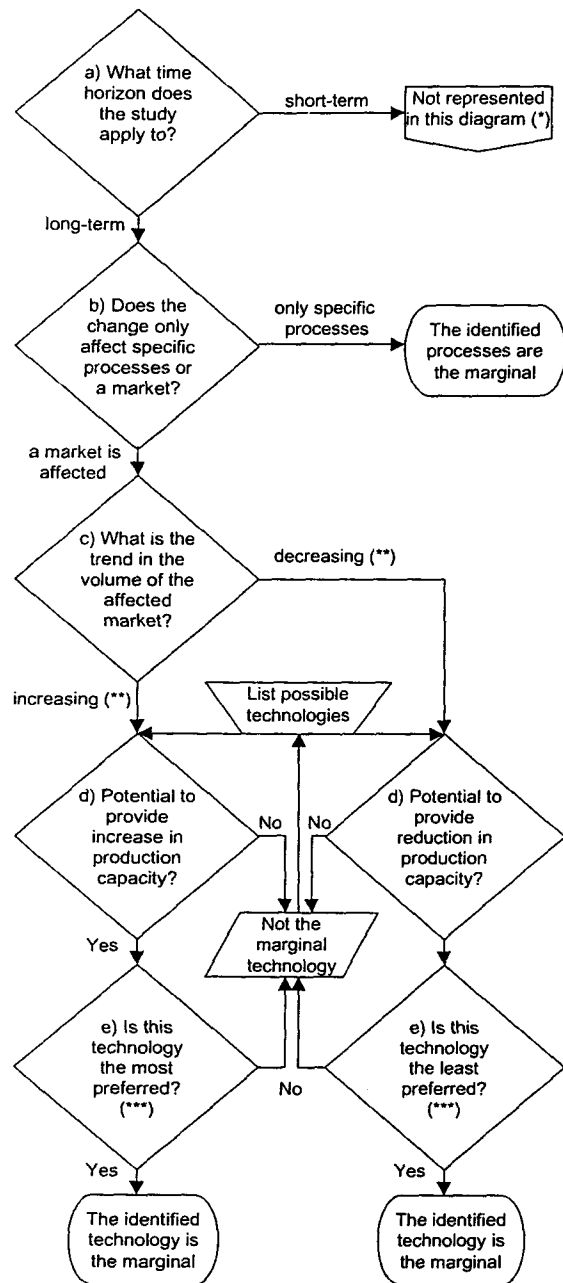 a) What time
horizon does
the study
apply to?
short-term
Not represented
in this diagram (*)
long-term
b) Does the
change only
affect specific
processes or
a market?
only specific
processes
The identified
processes are
the marginal
a market is
affected
c) What is the
trend in the
volume of the
affected
market?
decreasing (**)
increasing (**)
List possible
technologies
d) Potential to
provide
increase in
production
capacity?
No
No
d) Potential to
provide
reduction in
production
capacity?
Yes
Not the
marginal
technology
Yes
e) Is this
technology
the most
preferred?
(***)
No
e) Is this
technology
the least
preferred?
(***)
Yes
Yes
The identified
technology is
the marginal
The identified
technology is
the marginal